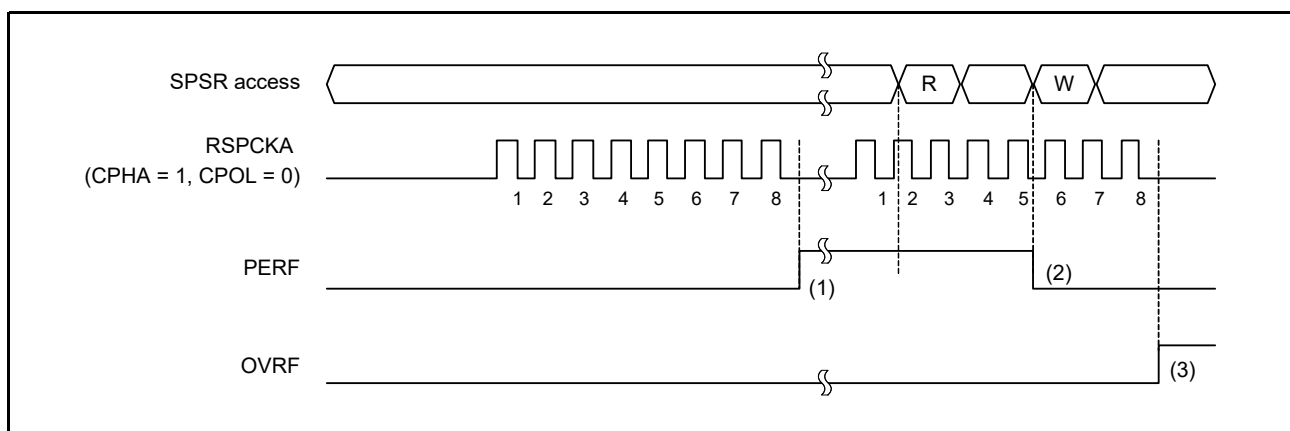 SPSR access
R
W
RSPCKA
(CPHA = 1, CPOL = 0)
1 2 3 4 5 6 7 8 1 2 3 4 5 6 7 8
PERF
(1)
(2)
OVRF
(3)